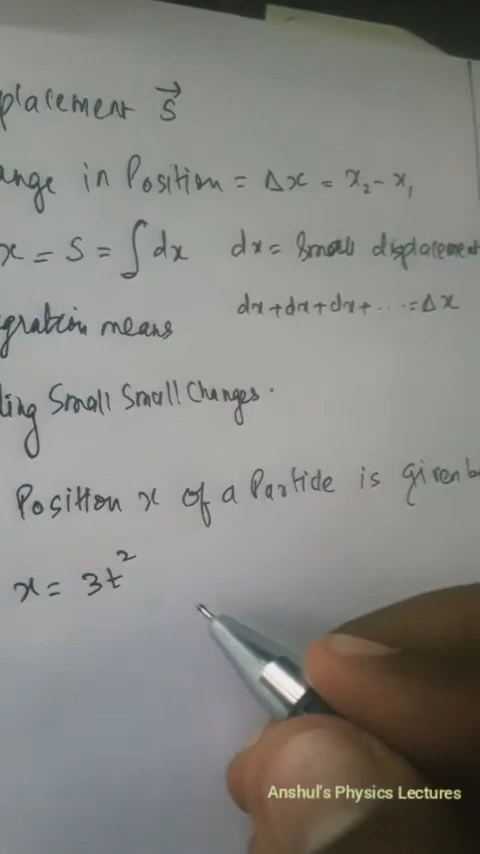 placement s⃗
ange in Position = Δx = x₂ - x₁
x = S = ∫dx dx = Small displacement
dx+dx+dx+...=Δx
gration means
ling Small Small Changes.
Position x of a Particle is given b
x = 3t²
Anshul's Physics Lectures